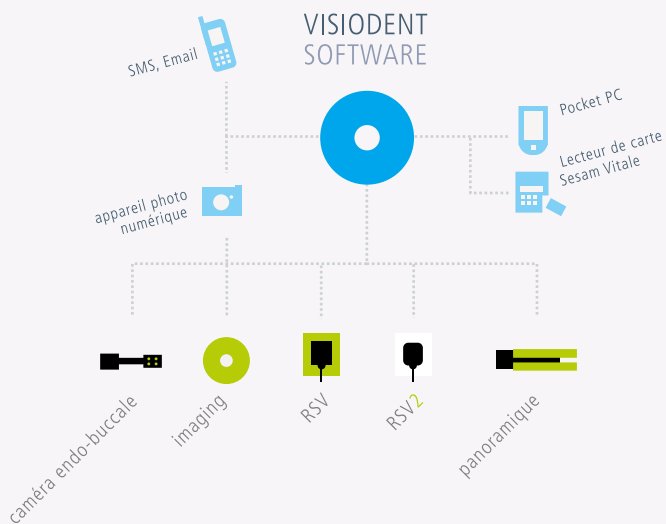 VISIODENT
SOFTWARE
SMS, Email
Pocket PC
Lecteur de carte
Sesam Vitale
appareil photo
numérique
caméra endo-buccale
imaging
RSV
RSV2
panoramique